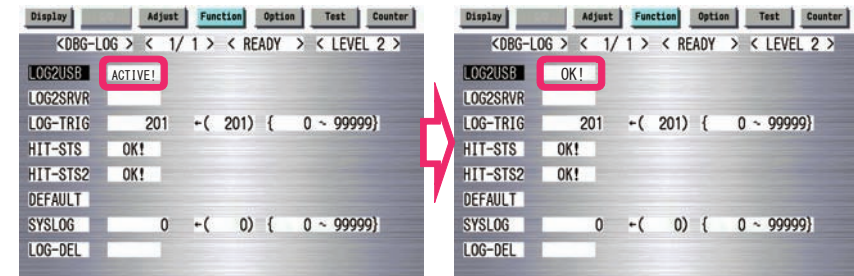 Display Adjust Function Option Test Counter
<DBG-LOG > < 1/ 1 > < READY > < LEVEL 2 >
LOG2USB ACTIVE!
LOG2SRVR
LOG-TRIG 201 ←( 201) { 0 ~ 99999}
HIT-STS OK!
HIT-STS2 OK!
DEFAULT
SYSLOG 0 ←( 0) { 0 ~ 99999}
LOG-DEL
Display Adjust Function Option Test Counter
<DBG-LOG > < 1/ 1 > < READY > < LEVEL 2 >
LOG2USB OK!
LOG2SRVR
LOG-TRIG 201 ←( 201) { 0 ~ 99999}
HIT-STS OK!
HIT-STS2 OK!
DEFAULT
SYSLOG 0 ←( 0) { 0 ~ 99999}
LOG-DEL